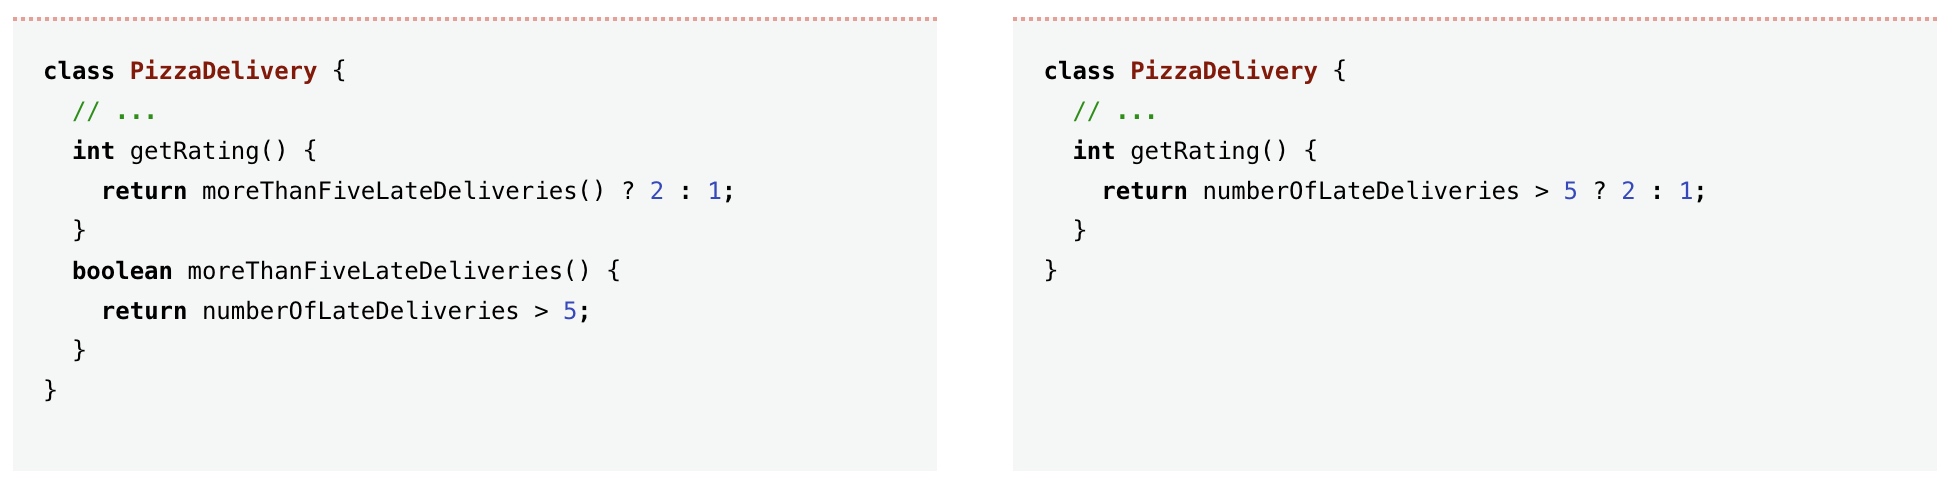 class PizzaDelivery {
  // ...
  int getRating() {
    return moreThanFiveLateDeliveries() ? 2 : 1;
  }
  boolean moreThanFiveLateDeliveries() {
    return numberOfLateDeliveries > 5;
  }
}
class PizzaDelivery {
  // ...
  int getRating() {
    return numberOfLateDeliveries > 5 ? 2 : 1;
  }
}